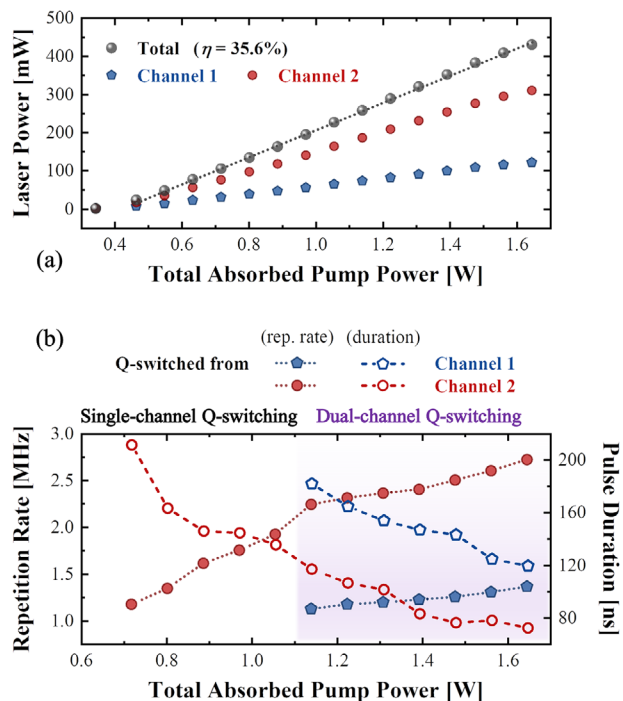 500
400
300
200
100
0
Laser Power [mW]
Total (η = 35.6%)
Channel 1 Channel 2
0.4 0.6 0.8 1.0 1.2 1.4 1.6
(a)
Total Absorbed Pump Power [W]
(b)
(rep. rate) (duration)
Q-switched from Channel 1
Channel 2
Single-channel Q-switching Dual-channel Q-switching
3.0
2.5
2.0
1.5
1.0
Repetition Rate [MHz]
200
160
120
80
Pulse Duration [ns]
0.6 0.8 1.0 1.2 1.4 1.6
Total Absorbed Pump Power [W]